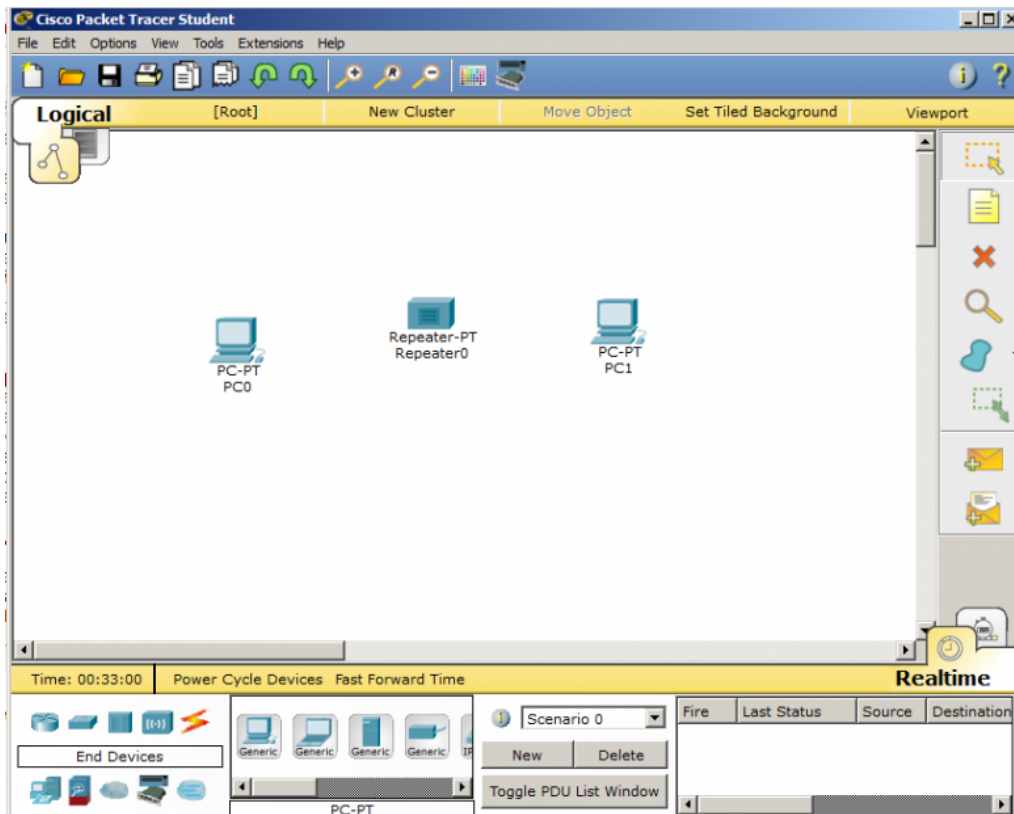 Cisco Packet Tracer Student
File Edit Options View Tools Extensions Help
Logical [Root] New Cluster Move Object Set Tiled Background Viewport
Repeater-PT
Repeater0
PC-PT
PC0
PC-PT
PC1
Time: 00:33:00 Power Cycle Devices Fast Forward Time Realtime
End Devices
Generic Generic Generic Generic
PC-PT
Scenario 0
New Delete
Toggle PDU List Window
Fire Last Status Source Destination